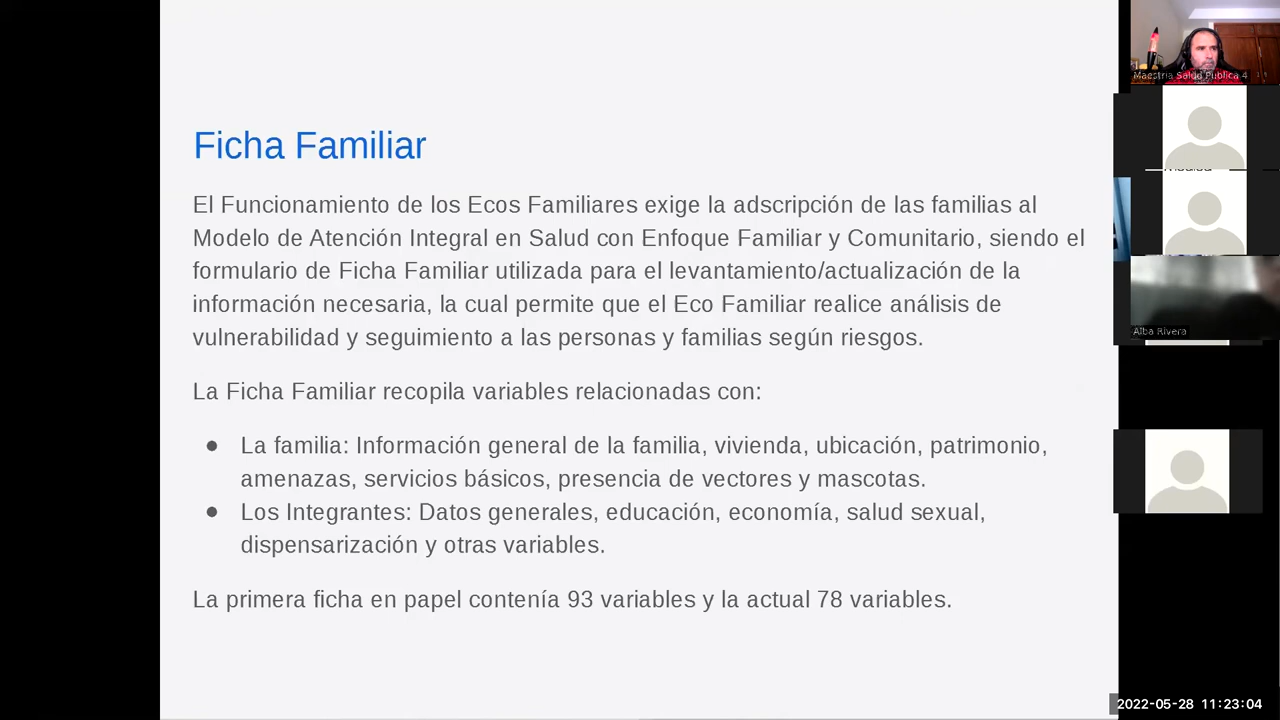 Ficha Familiar
El Funcionamiento de los Ecos Familiares exige la adscripción de las familias al
Modelo de Atención Integral en Salud con Enfoque Familiar y Comunitario, siendo el
formulario de Ficha Familiar utilizada para el levantamiento/actualización de la
información necesaria, la cual permite que el Eco Familiar realice análisis de
vulnerabilidad y seguimiento a las personas y familias según riesgos.
La Ficha Familiar recopila variables relacionadas con:
● La familia: Información general de la familia, vivienda, ubicación, patrimonio,
amenazas, servicios básicos, presencia de vectores y mascotas.
● Los Integrantes: Datos generales, educación, economía, salud sexual,
dispensarización y otras variables.
La primera ficha en papel contenía 93 variables y la actual 78 variables.
Maestria Salud Publica 4
Alba Rivera
2022-05-28 11:23:04